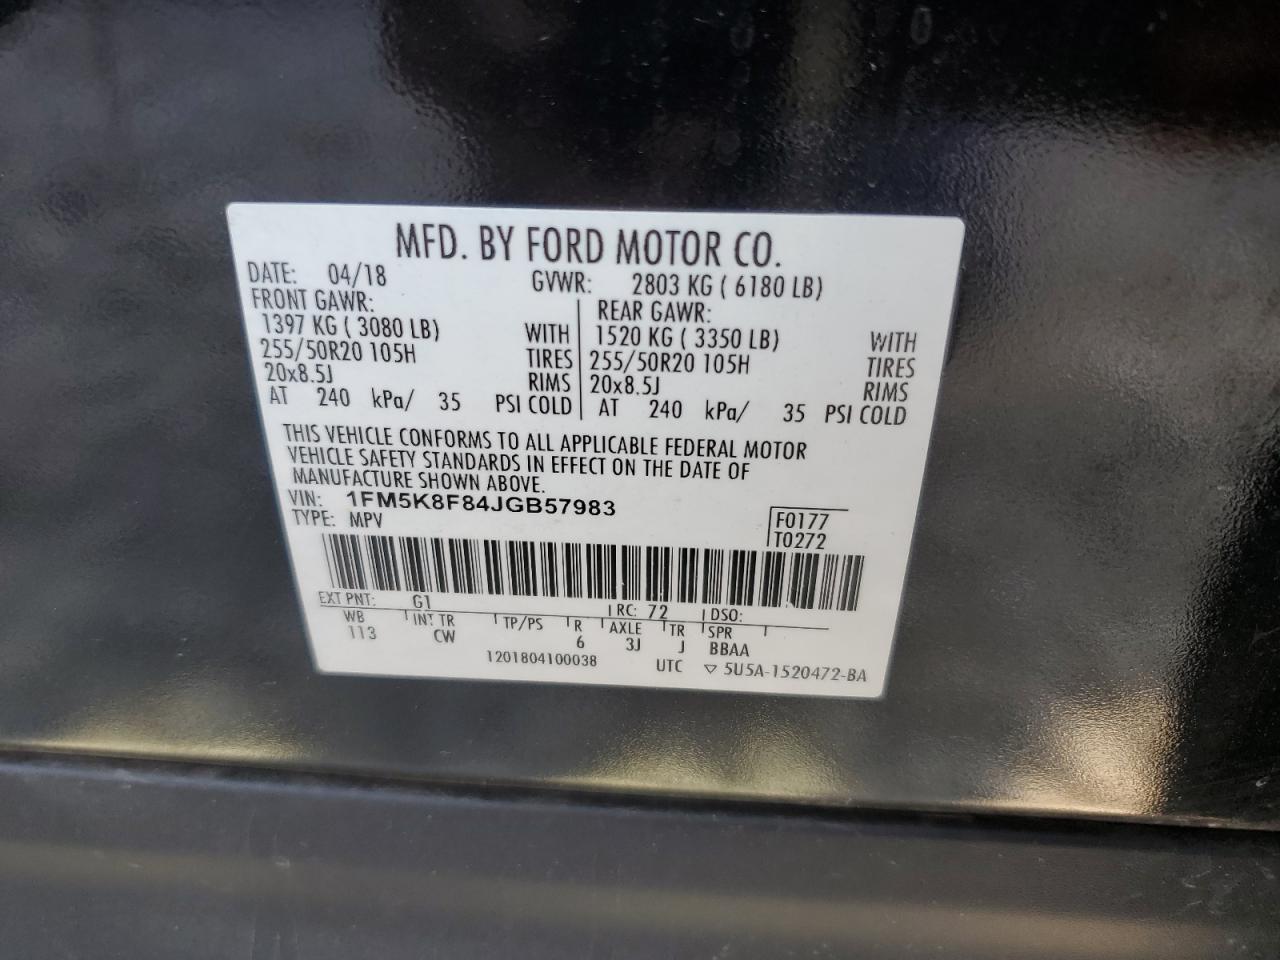 MFD. BY FORD MOTOR CO.
DATE: 04/18 GVWR: 2803 KG ( 6180 LB)
FRONT GAWR: REAR GAWR:
1397 KG ( 3080 LB) WITH 1520 KG ( 3350 LB) WITH
255/50R20 105H TIRES 255/50R20 105H TIRES
20x8.5J RIMS 20x8.5J RIMS
AT 240 kPa/ 35 PSI COLD AT 240 kPa/ 35 PSI COLD
THIS VEHICLE CONFORMS TO ALL APPLICABLE FEDERAL MOTOR
VEHICLE SAFETY STANDARDS IN EFFECT ON THE DATE OF
MANUFACTURE SHOWN ABOVE.
VIN: 1FM5K8F84JGB57983
TYPE: MPV F0177
T0272
EXT PNT: G1 RC: 72 DSO:
WB INT TR TP/PS R AXLE TR SPR
113 CW 6 3J J BBAA
1201804100038 UTC ▽ 5U5A-1520472-BA